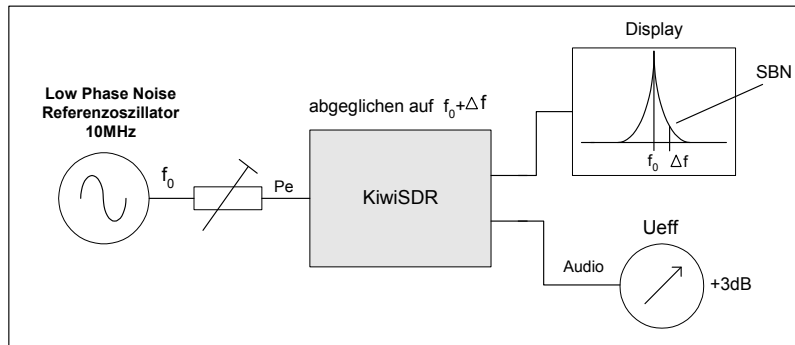 Display
SBN
Low Phase Noise
Referenzoszillator
10MHz
abgeglichen auf f₀+Δf
f₀
Pe
KiwiSDR
f₀ Δf
Ueff
Audio
+3dB